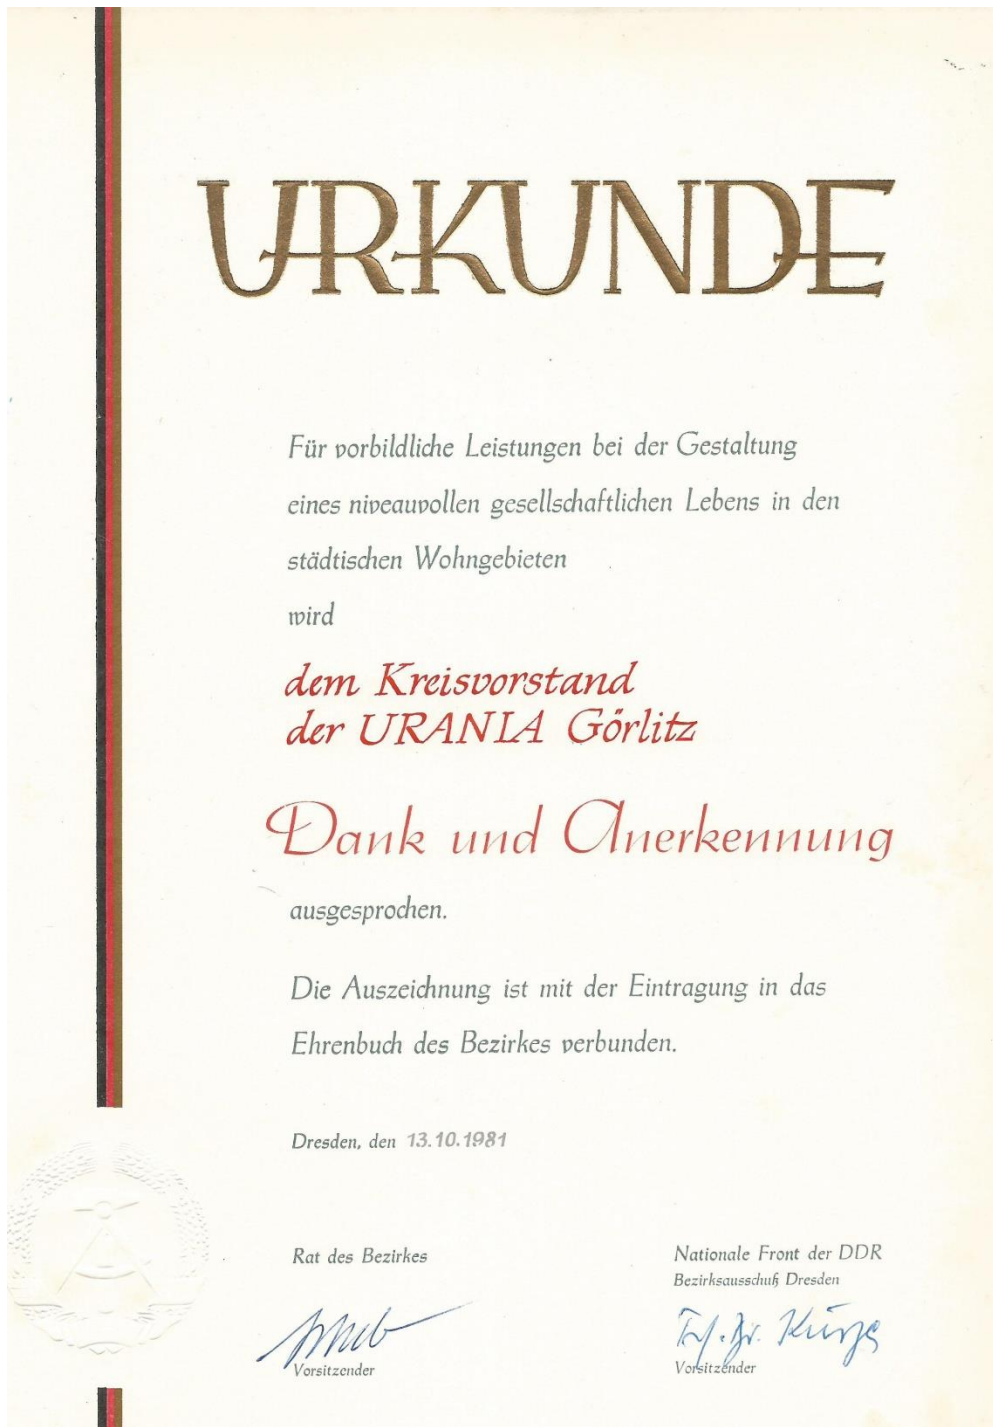 URKUNDE
Für vorbildliche Leistungen bei der Gestaltung
eines niveauvollen gesellschaftlichen Lebens in den
städtischen Wohngebieten
wird
dem Kreisvorstand
der URANIA Görlitz
Dank und Anerkennung
ausgesprochen.
Die Auszeichnung ist mit der Eintragung in das
Ehrenbuch des Bezirkes verbunden.
Dresden, den 13.10.1981
Rat des Bezirkes
Vorsitzender
Nationale Front der DDR
Bezirksausschuß Dresden
Vorsitzender